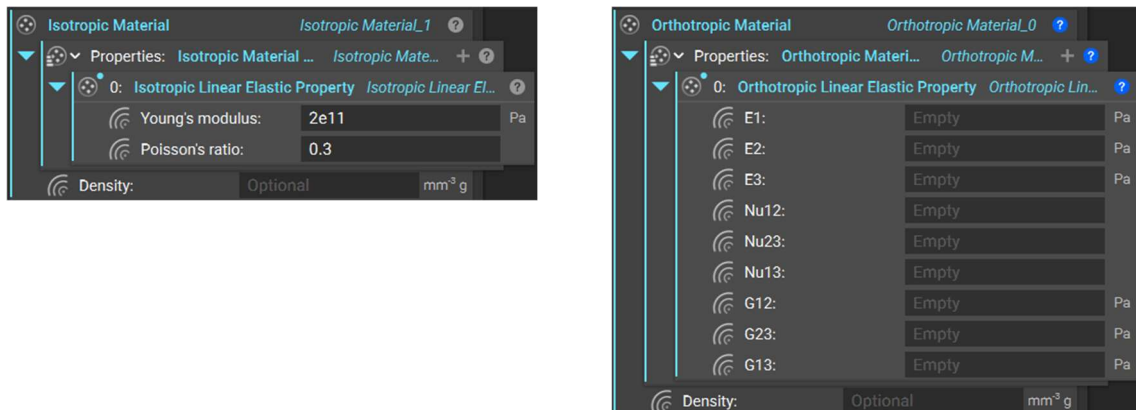 Isotropic Material Isotropic Material_1 ?
Properties: Isotropic Material ... Isotropic Mate... + ?
0: Isotropic Linear Elastic Property Isotropic Linear El... ?
Young's modulus: 2e11 Pa
Poisson's ratio: 0.3
Density: Optional mm⁻³ g
Orthotropic Material Orthotropic Material_0 ?
Properties: Orthotropic Materi... Orthotropic M... + ?
0: Orthotropic Linear Elastic Property Orthotropic Lin... ?
E1: Empty Pa
E2: Empty Pa
E3: Empty Pa
Nu12: Empty
Nu23: Empty
Nu13: Empty
G12: Empty Pa
G23: Empty Pa
G13: Empty Pa
Density: Optional mm⁻³ g